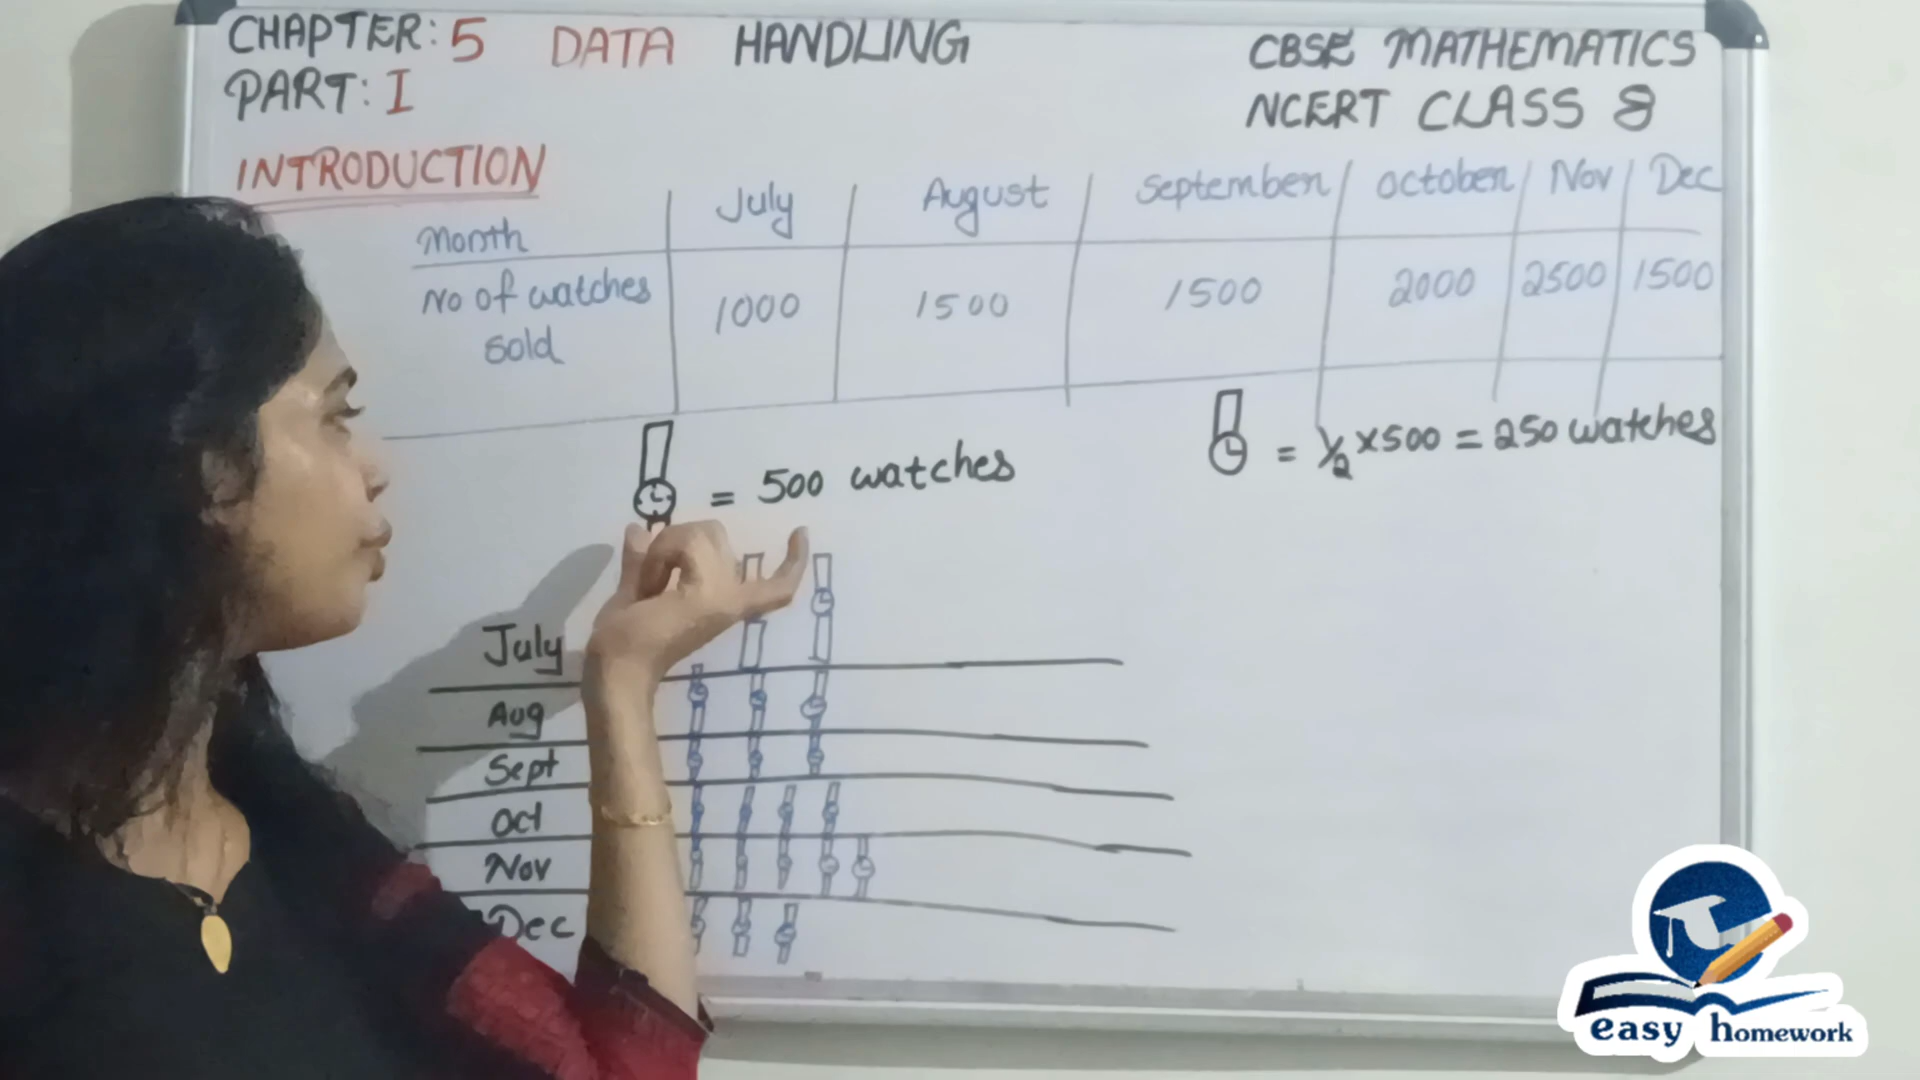 CHAPTER: 5 DATA HANDLING
PART: I
CBSE MATHEMATICS
NCERT CLASS 8
INTRODUCTION
Month July August September October Nov Dec
No of watches sold 1000 1500 1500 2000 2500 1500
= 500 watches
= 1/2 x 500 = 250 watches
July
Aug
Sept
Oct
Nov
Dec
easy homework